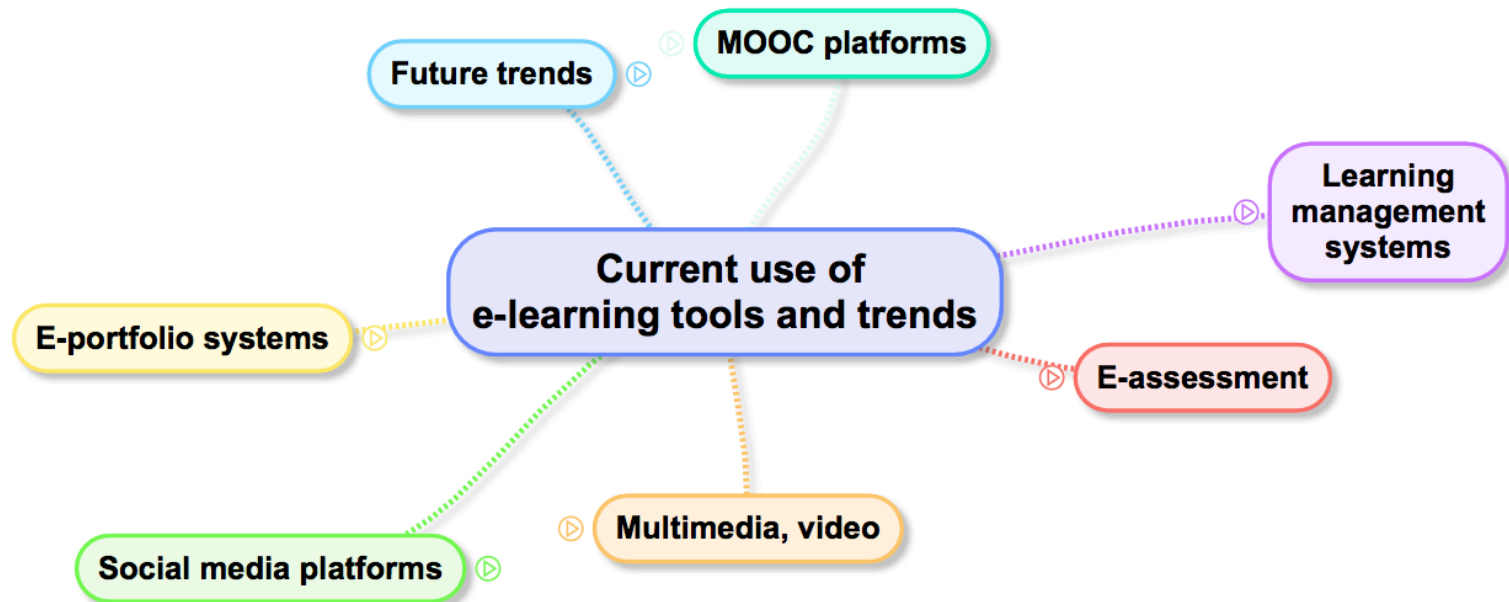 MOOC platforms
Future trends
Learning
management
systems
Current use of
e-learning tools and trends
E-portfolio systems
E-assessment
Multimedia, video
Social media platforms